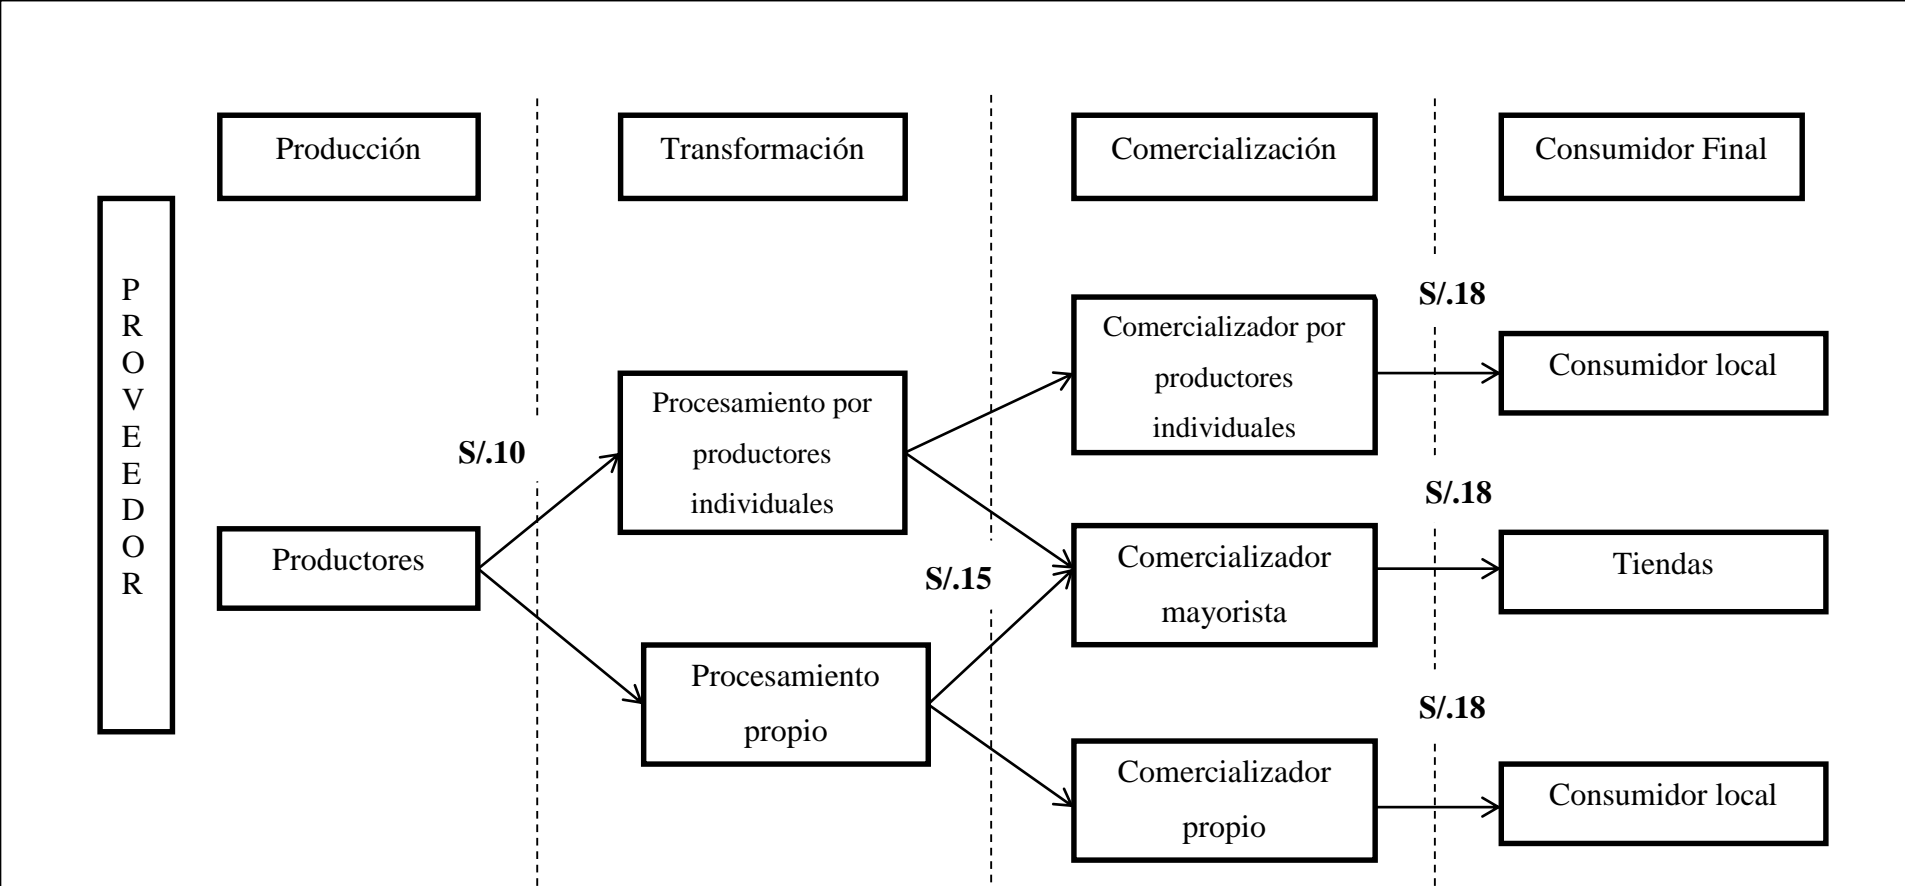 Producción
Transformación
Comercialización
Consumidor Final
P
R
O
V
E
E
D
O
R
S/.10
Productores
Procesamiento por
productores
individuales
S/.15
Procesamiento
propio
Comercializador por
productores
individuales
Comercializador
mayorista
Comercializador
propio
S/.18
Consumidor local
S/.18
Tiendas
S/.18
Consumidor local